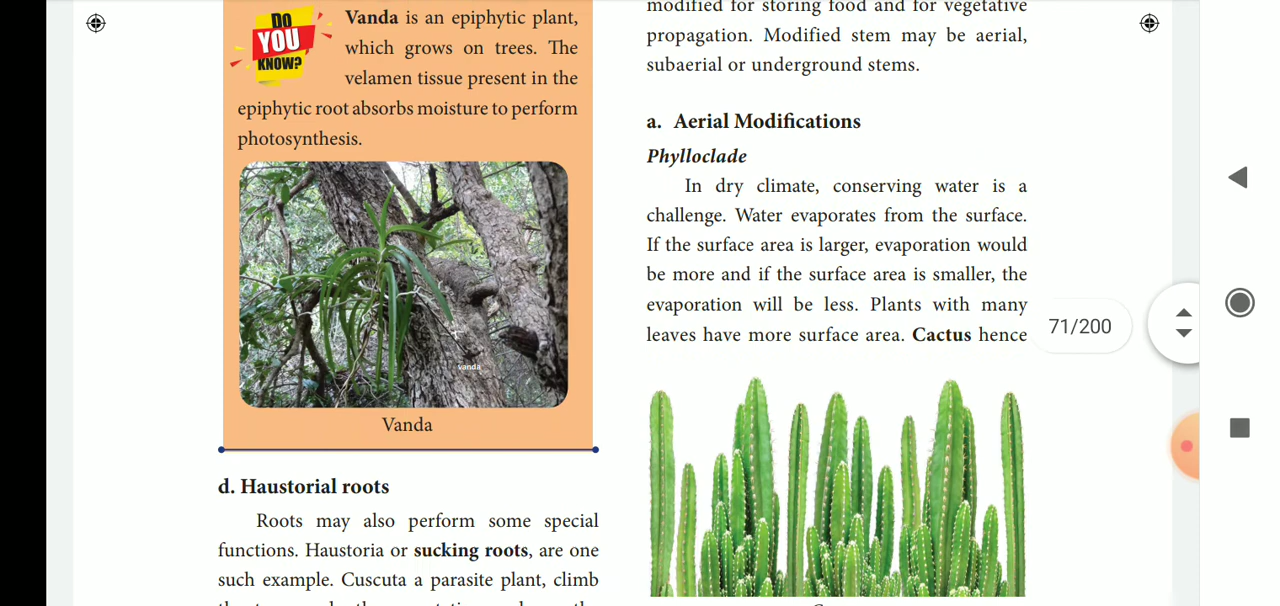 DO
YOU
KNOW?
Vanda is an epiphytic plant,
which grows on trees. The
velamen tissue present in the
epiphytic root absorbs moisture to perform
photosynthesis.
vanda
Vanda
d. Haustorial roots
Roots may also perform some special
functions. Haustoria or sucking roots, are one
such example. Cuscuta a parasite plant, climb
modified for storing food and for vegetative
propagation. Modified stem may be aerial,
subaerial or underground stems.
a. Aerial Modifications
Phylloclade
In dry climate, conserving water is a
challenge. Water evaporates from the surface.
If the surface area is larger, evaporation would
be more and if the surface area is smaller, the
evaporation will be less. Plants with many
leaves have more surface area. Cactus hence
71/200